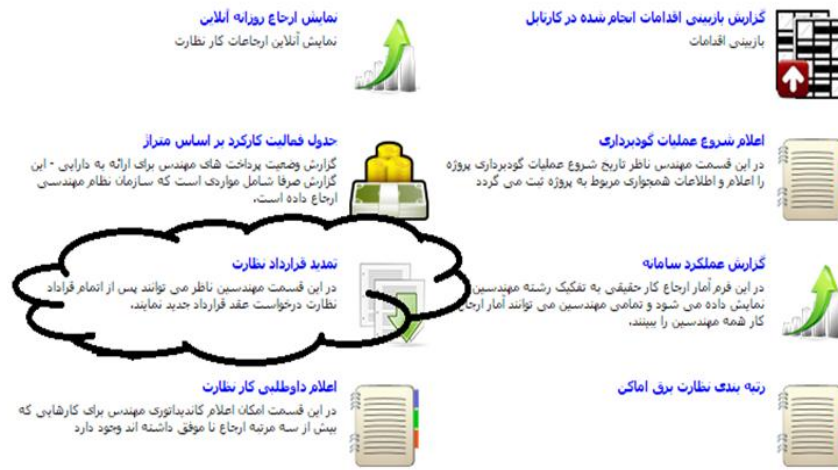 گزارش بازبینی اقدامات انجام شده در کارتابل
بازبینی اقدامات
نمایش ارجاع روزانه آنلاین
نمایش آنلاین ارجاعات کار نظارت
اعلام شروع عملیات گودبرداری
در این قسمت مهندس ناظر تاریخ شروع عملیات گودبرداری پروژه
را اعلام و اطلاعات همجواری مربوط به پروژه ثبت می گردد
جدول فعالیت کارکرد بر اساس متراژ
گزارش وضعیت پرداخت های مهندس برای ارائه به دارایی - این
گزارش صرفا شامل مواردی است که سازمان نظام مهندسی
ارجاع داده است.
گزارش عملکرد سامانه
در این فرم آمار ارجاع کار حقیقی به تفکیک رشته مهندسین
نمایش داده می شود و تمامی مهندسین می توانند آمار ارجاع
کار همه مهندسین را ببینند.
تمدید قرارداد نظارت
در این قسمت مهندسین ناظر می توانند پس از اتمام قراداد
نظارت درخواست عقد قرارداد جدید نمایند.
رتبه بندی نظارت برق اماکن
اعلام داوطلبی کار نظارت
در این قسمت امکان اعلام کاندیداتوری مهندس برای کارهایی که
بیش از سه مرتبه ارجاع نا موفق داشته اند وجود دارد